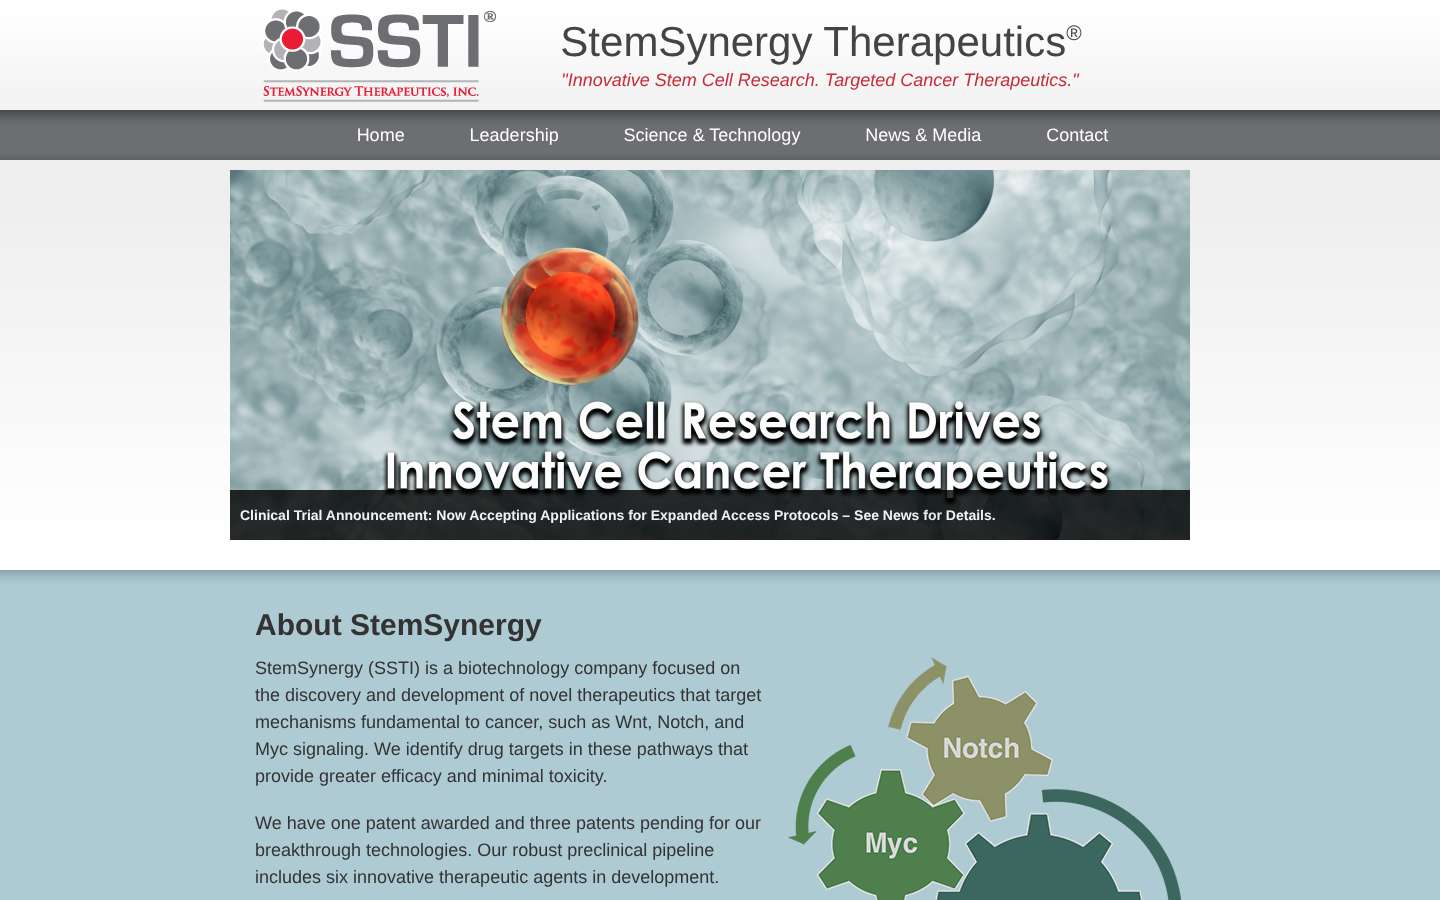 SSTI®
STEMSYNERGY THERAPEUTICS, INC.
StemSynergy Therapeutics®
"Innovative Stem Cell Research. Targeted Cancer Therapeutics."
Home Leadership Science & Technology News & Media Contact
Stem Cell Research Drives
Innovative Cancer Therapeutics
Clinical Trial Announcement: Now Accepting Applications for Expanded Access Protocols – See News for Details.
About StemSynergy
StemSynergy (SSTI) is a biotechnology company focused on
the discovery and development of novel therapeutics that target
mechanisms fundamental to cancer, such as Wnt, Notch, and
Myc signaling. We identify drug targets in these pathways that
provide greater efficacy and minimal toxicity.
We have one patent awarded and three patents pending for our
breakthrough technologies. Our robust preclinical pipeline
includes six innovative therapeutic agents in development.
Notch
Myc